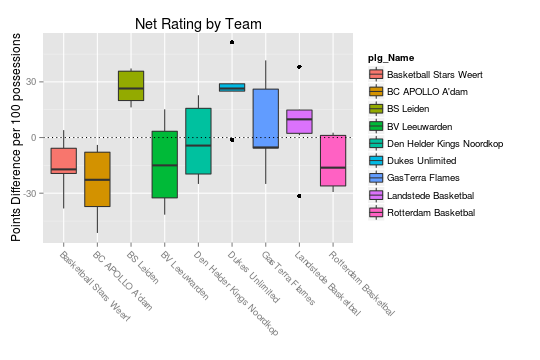 Net Rating by Team
Points Difference per 100 possessions
30
0
-30
Basketball Stars Weert
BC APOLLO A'dam
BS Leiden
BV Leeuwarden
Den Helder Kings Noordkop
Dukes Unlimited
GasTerra Flames
Landstede Basketbal
Rotterdam Basketbal
plg_Name
Basketball Stars Weert
BC APOLLO A'dam
BS Leiden
BV Leeuwarden
Den Helder Kings Noordkop
Dukes Unlimited
GasTerra Flames
Landstede Basketbal
Rotterdam Basketbal